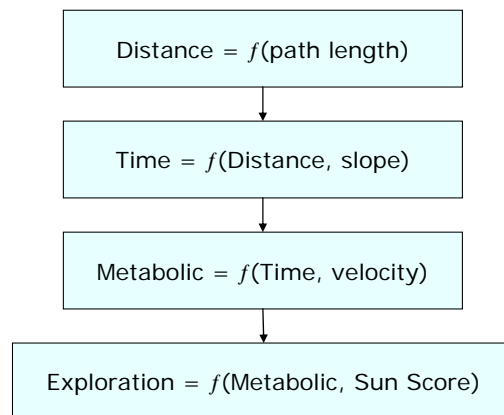 Distance = f(path length)
Time = f(Distance, slope)
Metabolic = f(Time, velocity)
Exploration = f(Metabolic, Sun Score)